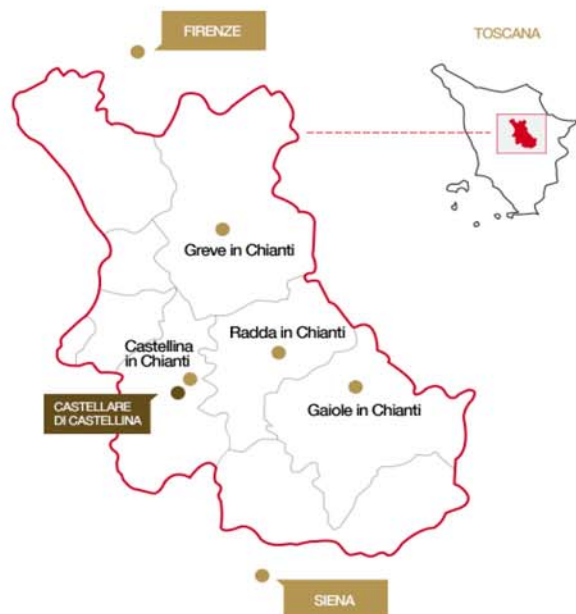 FIRENZE
TOSCANA
Greve in Chianti
Radda in Chianti
Castellina
in Chianti
CASTELLARE
DI CASTELLINA
Gaiole in Chianti
SIENA